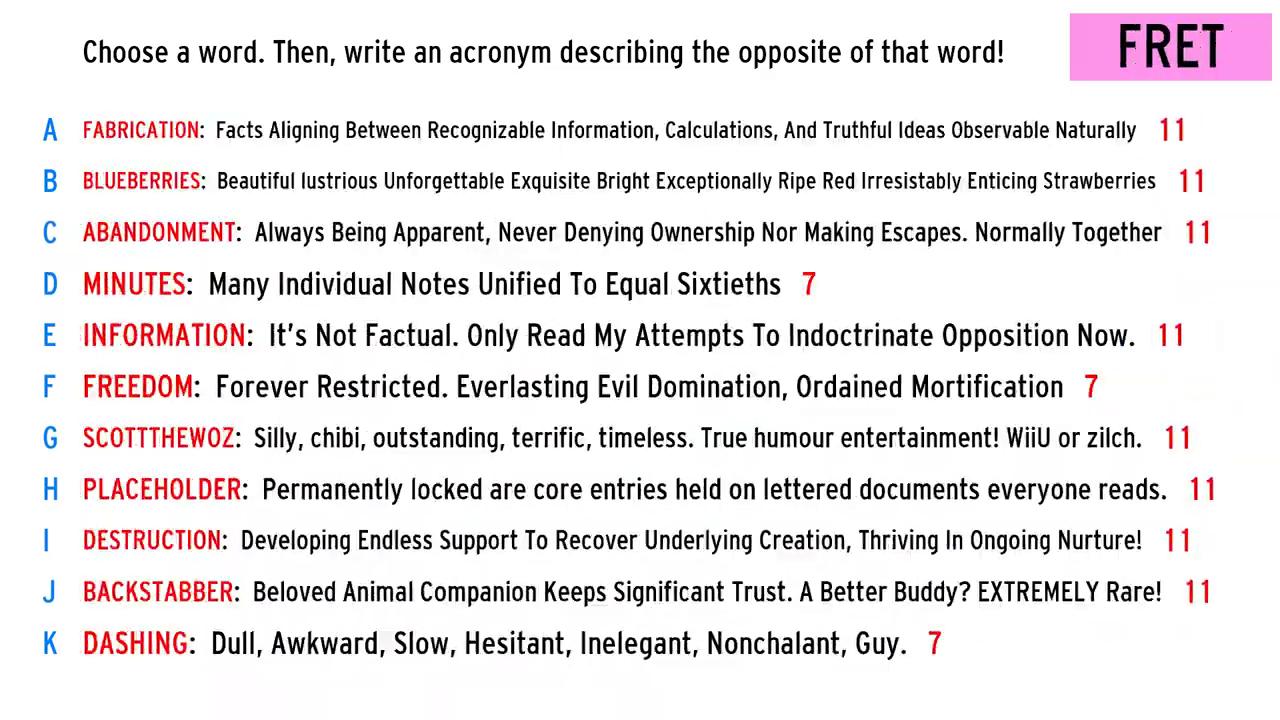 Choose a word. Then, write an acronym describing the opposite of that word!
FRET
A FABRICATION: Facts Aligning Between Recognizable Information, Calculations, And Truthful Ideas Observable Naturally 11
B BLUEBERRIES: Beautiful lustrious Unforgettable Exquisite Bright Exceptionally Ripe Red Irresistably Enticing Strawberries 11
C ABANDONMENT: Always Being Apparent, Never Denying Ownership Nor Making Escapes. Normally Together 11
D MINUTES: Many Individual Notes Unified To Equal Sixtieths 7
E INFORMATION: It's Not Factual. Only Read My Attempts To Indoctrinate Opposition Now. 11
F FREEDOM: Forever Restricted. Everlasting Evil Domination, Ordained Mortification 7
G SCOTTTHEWOZ: Silly, chibi, outstanding, terrific, timeless. True humour entertainment! WiiU or zilch. 11
H PLACEHOLDER: Permanently locked are core entries held on lettered documents everyone reads. 11
I DESTRUCTION: Developing Endless Support To Recover Underlying Creation, Thriving In Ongoing Nurture! 11
J BACKSTABBER: Beloved Animal Companion Keeps Significant Trust. A Better Buddy? EXTREMELY Rare! 11
K DASHING: Dull, Awkward, Slow, Hesitant, Inelegant, Nonchalant, Guy. 7